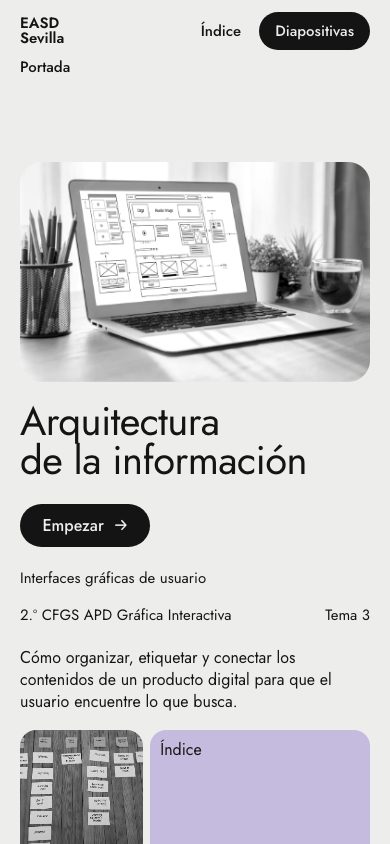 EASD
Sevilla
Índice
Diapositivas
Portada
Arquitectura
de la información
Empezar →
Interfaces gráficas de usuario
2.º CFGS APD Gráfica Interactiva
Tema 3
Cómo organizar, etiquetar y conectar los
contenidos de un producto digital para que el
usuario encuentre lo que busca.
Índice